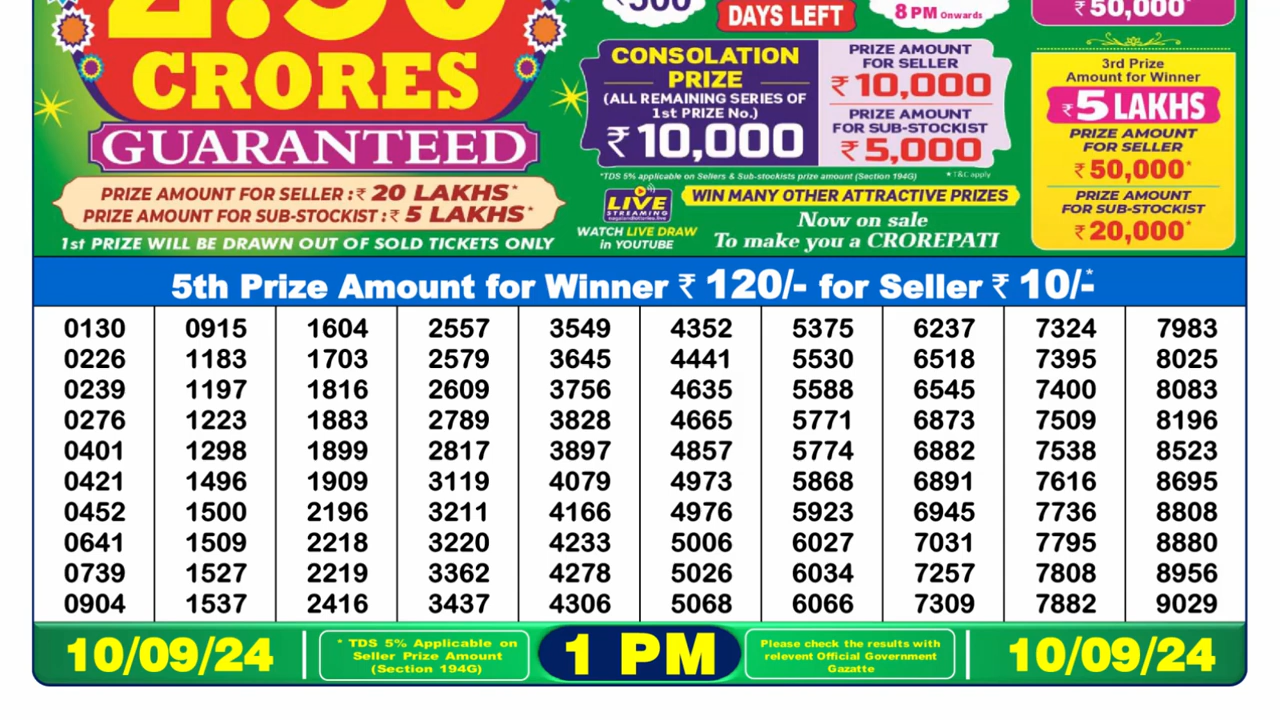 2.50
CRORES
GUARANTEED
PRIZE AMOUNT FOR SELLER :₹ 20 LAKHS*
PRIZE AMOUNT FOR SUB-STOCKIST :₹ 5 LAKHS*
1st PRIZE WILL BE DRAWN OUT OF SOLD TICKETS ONLY
₹500
DAYS LEFT
8 PM Onwards
CONSOLATION
PRIZE
(ALL REMAINING SERIES OF
1st PRIZE No.)
₹ 10,000
PRIZE AMOUNT
FOR SELLER
₹ 10,000
PRIZE AMOUNT
FOR SUB-STOCKIST
₹ 5,000
*TDS 5% applicable on Sellers & Sub-stockists prize amount (Section 194G)
★T&C apply
LIVE
STREAMING
WATCH LIVE DRAW
in YOUTUBE
WIN MANY OTHER ATTRACTIVE PRIZES
Now on sale
To make you a CROREPATI
₹ 50,000*
3rd Prize
Amount for Winner
₹ 5 LAKHS
PRIZE AMOUNT
FOR SELLER
₹ 50,000*
PRIZE AMOUNT
FOR SUB-STOCKIST
₹ 20,000*
5th Prize Amount for Winner ₹ 120/- for Seller ₹ 10/-*
0130 0915 1604 2557 3549 4352 5375 6237 7324 7983
0226 1183 1703 2579 3645 4441 5530 6518 7395 8025
0239 1197 1816 2609 3756 4635 5588 6545 7400 8083
0276 1223 1883 2789 3828 4665 5771 6873 7509 8196
0401 1298 1899 2817 3897 4857 5774 6882 7538 8523
0421 1496 1909 3119 4079 4973 5868 6891 7616 8695
0452 1500 2196 3211 4166 4976 5923 6945 7736 8808
0641 1509 2218 3220 4233 5006 6027 7031 7795 8880
0739 1527 2219 3362 4278 5026 6034 7257 7808 8956
0904 1537 2416 3437 4306 5068 6066 7309 7882 9029
10/09/24
* TDS 5% Applicable on
Seller Prize Amount
(Section 194G)
1 PM
Please check the results with
relevent Official Government
Gazatte
10/09/24